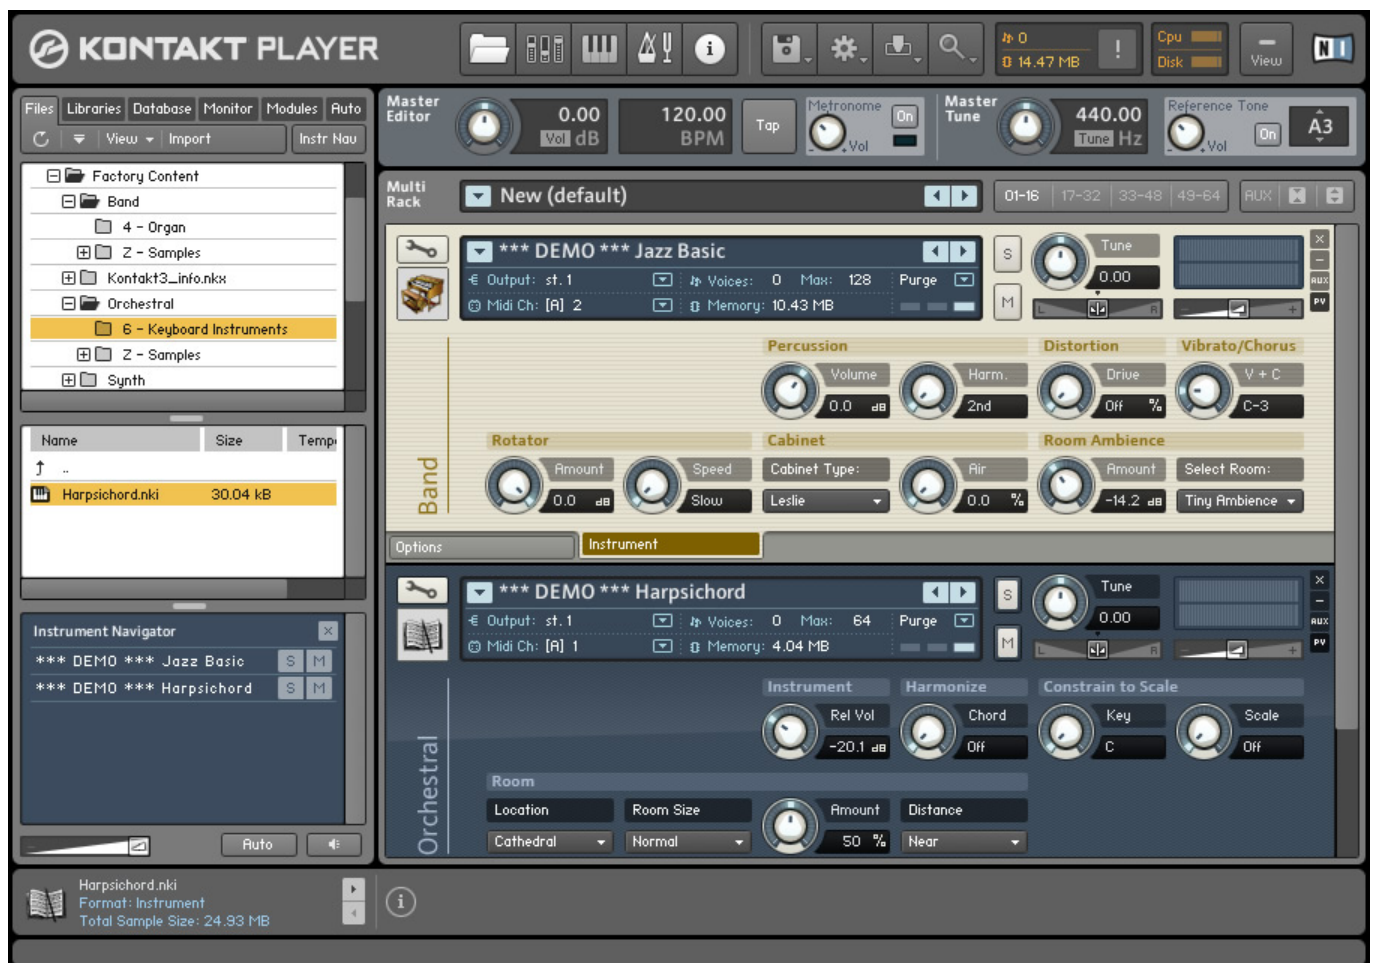 KONTAKT PLAYER
0
14.47 MB
!
Cpu
Disk
View
N I
Files Libraries Database Monitor Modules Auto
View Import Instr Nav
Factory Content
Band
4 - Organ
Z - Samples
Kontakt3_info.nkx
Orchestral
6 - Keyboard Instruments
Z - Samples
Synth
Name Size Temp
..
Harpsichord.nki 30.04 kB
Instrument Navigator
*** DEMO *** Jazz Basic S M
*** DEMO *** Harpsichord S M
Auto
Master Editor
0.00
Vol dB
120.00
BPM
Tap
Metronome
On
Vol
Master Tune
440.00
Tune Hz
Reference Tone
On
Vol
A3
Multi Rack
New (default)
01-16 17-32 33-48 49-64 AUX
*** DEMO *** Jazz Basic
Output: st.1 Voices: 0 Max: 128 Purge
Midi Ch: [A] 2 Memory: 10.43 MB
S
M
Tune
0.00
L R
- +
AUX
PV
Band
Percussion Distortion Vibrato/Chorus
Volume Harm. Drive V + C
0.0 dB 2nd Off % C-3
Rotator Cabinet Room Ambience
Amount Speed Cabinet Type: Air Amount Select Room:
0.0 dB Slow Leslie 0.0 % -14.2 dB Tiny Ambience
Options Instrument
*** DEMO *** Harpsichord
Output: st.1 Voices: 0 Max: 64 Purge
Midi Ch: [A] 1 Memory: 4.04 MB
S
M
Tune
0.00
L R
- +
AUX
PV
Orchestral
Instrument Harmonize Constrain to Scale
Rel Vol Chord Key Scale
-20.1 dB Off C Off
Room
Location Room Size Amount Distance
Cathedral Normal 50 % Near
Harpsichord.nki
Format: Instrument
Total Sample Size: 24.93 MB